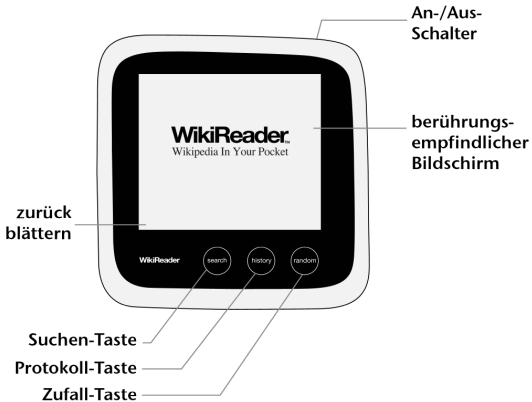 An-/Aus-
Schalter
WikiReader™
Wikipedia In Your Pocket
berührungs-
empfindlicher
Bildschirm
zurück
blättern
WikiReader
search
history
random
Suchen-Taste
Protokoll-Taste
Zufall-Taste